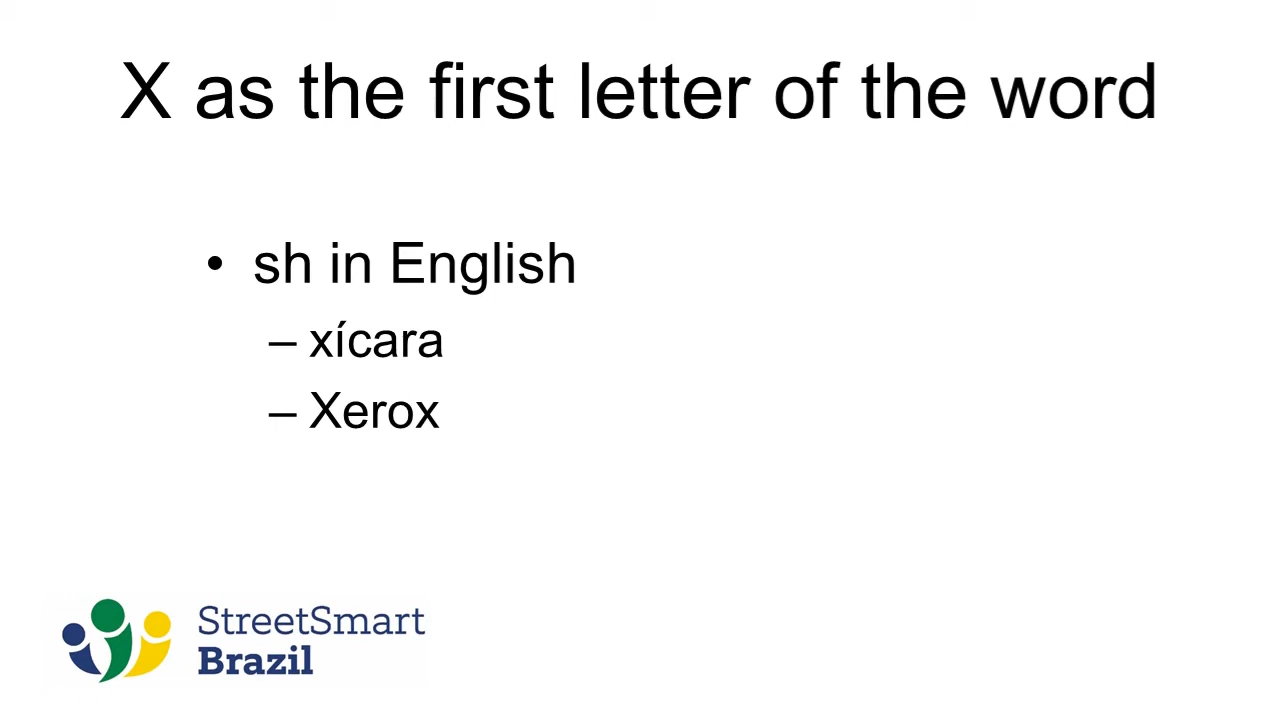 X as the first letter of the word
• sh in English
– xícara
– Xerox
StreetSmart
Brazil